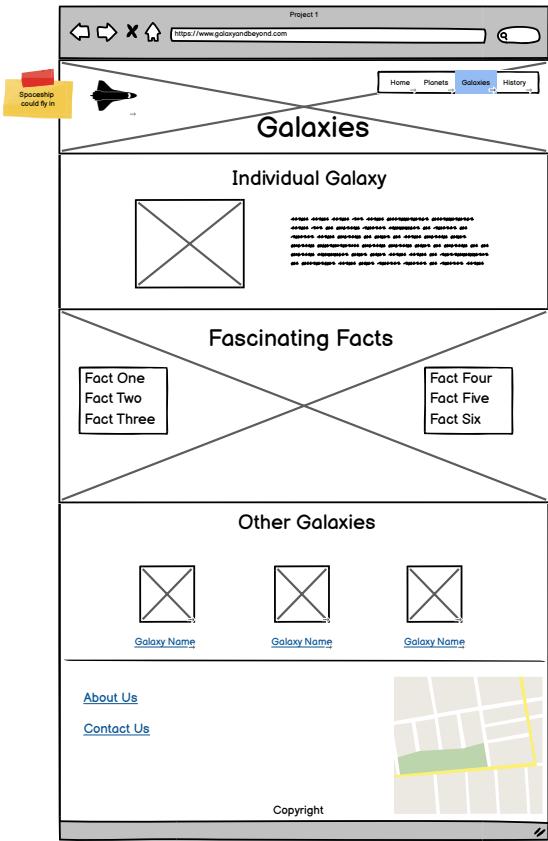 Project 1
https://www.galaxyandbeyond.com
Spaceship
could fly in
Home Planets Galaxies History
Galaxies
Individual Galaxy
Fascinating Facts
Fact One
Fact Two
Fact Three
Fact Four
Fact Five
Fact Six
Other Galaxies
Galaxy Name Galaxy Name Galaxy Name
About Us
Contact Us
Copyright